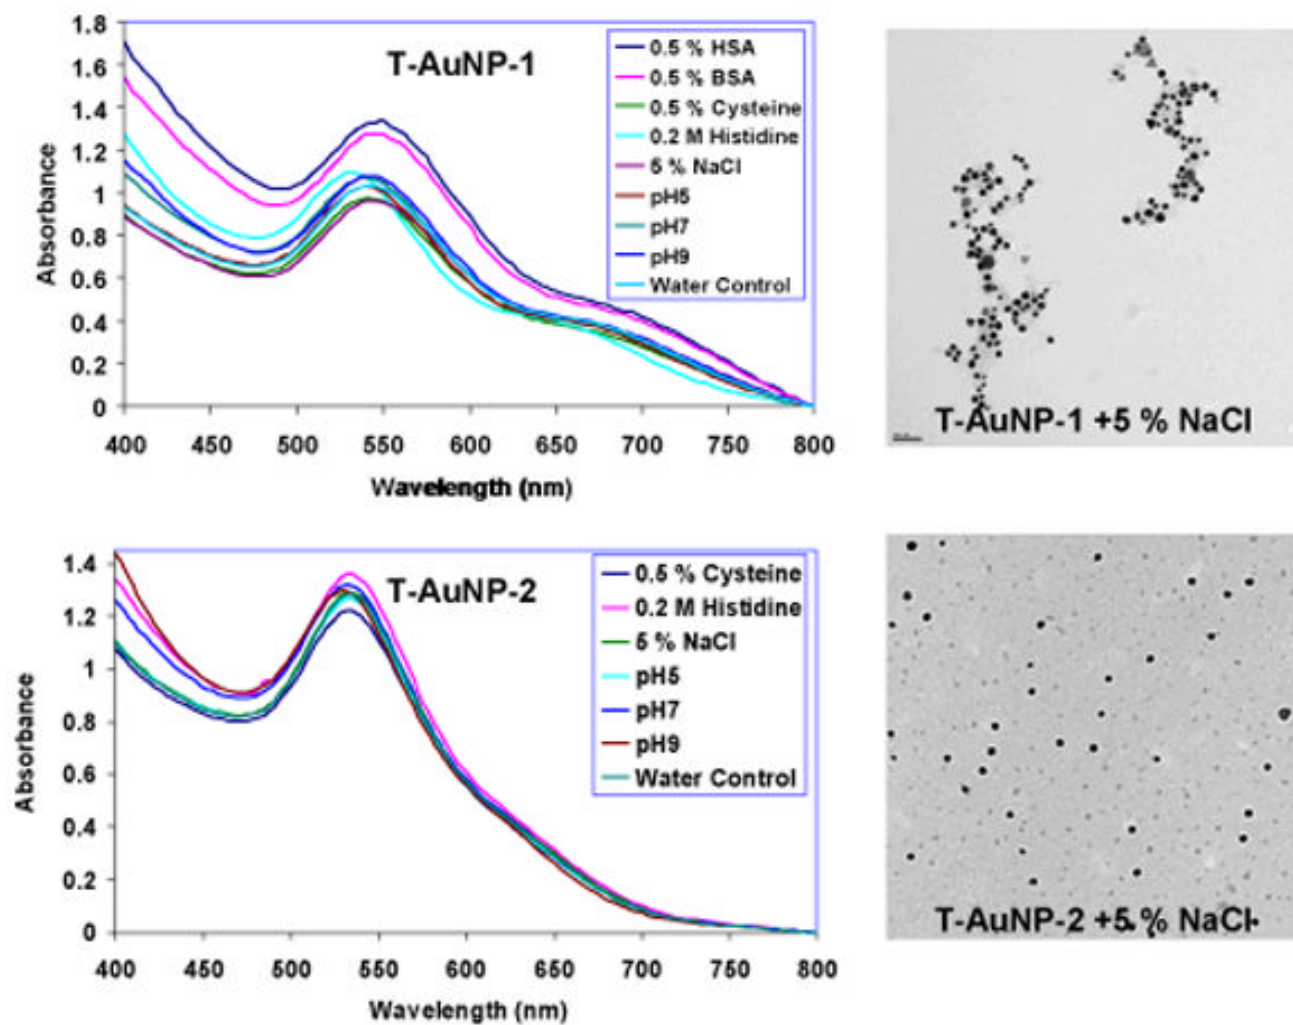 T-AuNP-1
0.5 % HSA
0.5 % BSA
0.5 % Cysteine
0.2 M Histidine
5 % NaCl
pH5
pH7
pH9
Water Control
Absorbance
1.8
1.6
1.4
1.2
1
0.8
0.6
0.4
0.2
0
400 450 500 550 600 650 700 750 800
Wavelength (nm)
T-AuNP-1 +5 % NaCl
T-AuNP-2
0.5 % Cysteine
0.2 M Histidine
5 % NaCl
pH5
pH7
pH9
Water Control
Absorbance
1.4
1.2
1
0.8
0.6
0.4
0.2
0
400 450 500 550 600 650 700 750 800
Wavelength (nm)
T-AuNP-2 +5 % NaCl